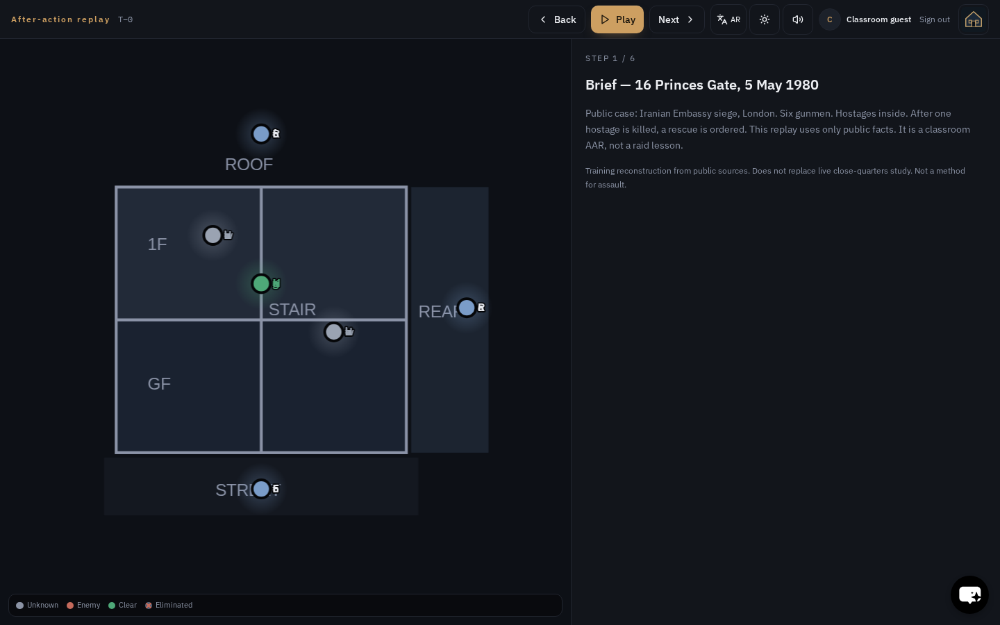 After-action replay T−0
Back
Play
Next
AR
C
Classroom guest
Sign out
STEP 1 / 6
Brief — 16 Princes Gate, 5 May 1980
Public case: Iranian Embassy siege, London. Six gunmen. Hostages inside. After one
hostage is killed, a rescue is ordered. This replay uses only public facts. It is a classroom
AAR, not a raid lesson.
Training reconstruction from public sources. Does not replace live close-quarters study. Not a method
for assault.
ROOF
1F
STAIR
GF
Unknown
Enemy
Clear
Eliminated